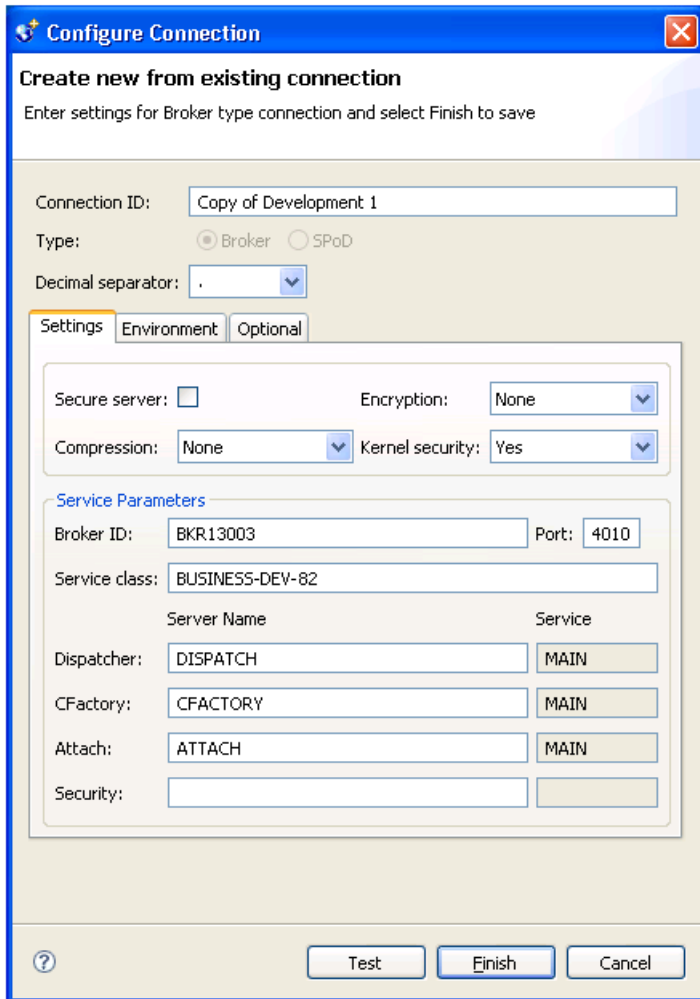 Configure Connection
Create new from existing connection
Enter settings for Broker type connection and select Finish to save
Connection ID: Copy of Development 1
Type: Broker SPoD
Decimal separator: .
Settings Environment Optional
Secure server: Encryption: None
Compression: None Kernel security: Yes
Service Parameters
Broker ID: BKR13003 Port: 4010
Service class: BUSINESS-DEV-82
Server Name Service
Dispatcher: DISPATCH MAIN
CFactory: CFACTORY MAIN
Attach: ATTACH MAIN
Security:
? Test Finish Cancel